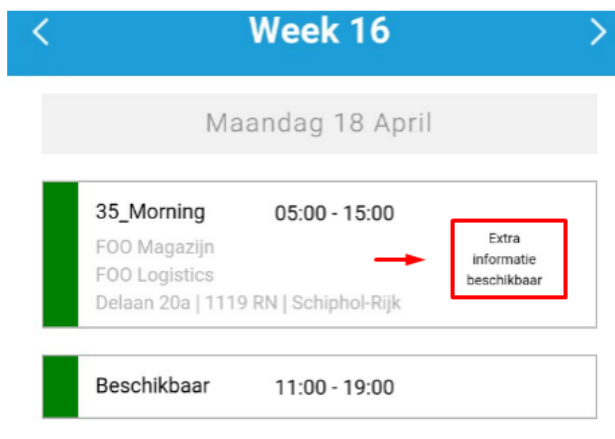 Week 16
Maandag 18 April
35_Morning 05:00 - 15:00
FOO Magazijn
FOO Logistics
Delaan 20a | 1119 RN | Schiphol-Rijk
Extra
informatie
beschikbaar
Beschikbaar 11:00 - 19:00